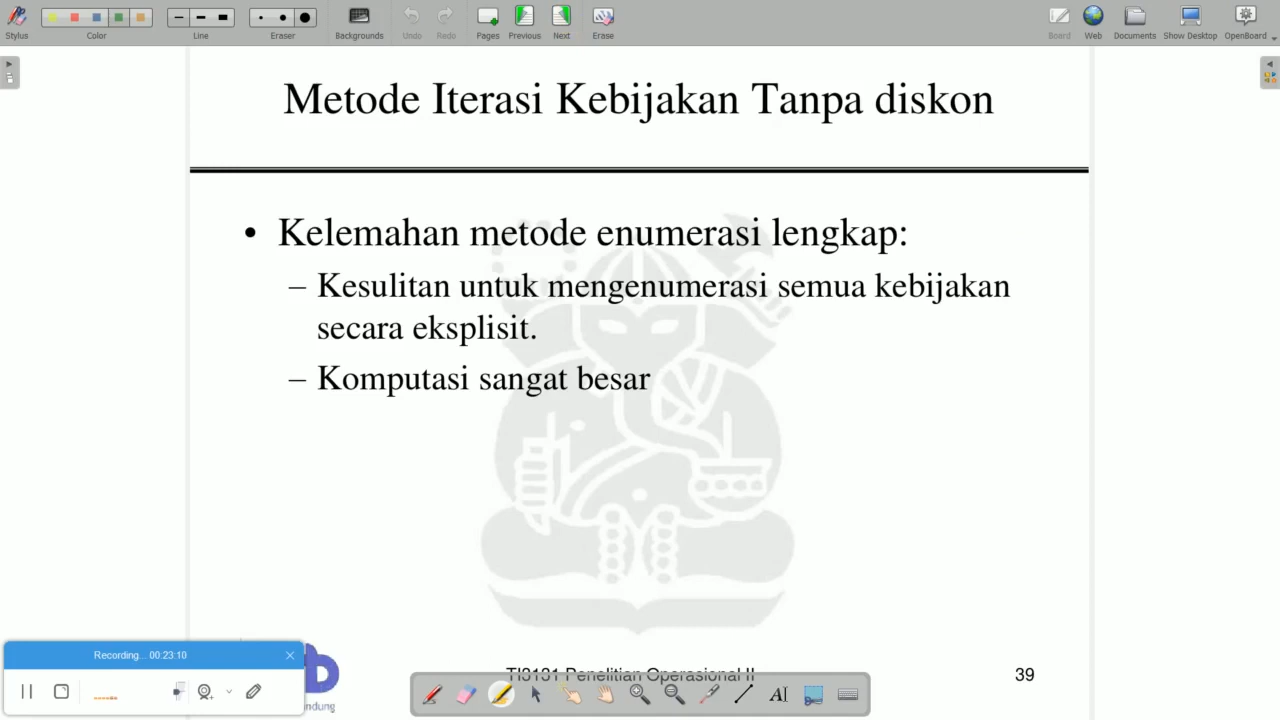 Stylus
Color
Line
Eraser
Backgrounds
Undo
Redo
Pages
Previous
Next
Erase
Board
Web
Documents
Show Desktop
OpenBoard
Metode Iterasi Kebijakan Tanpa diskon
• Kelemahan metode enumerasi lengkap:
– Kesulitan untuk mengenumerasi semua kebijakan
secara eksplisit.
– Komputasi sangat besar
Recording... 00:23:10
TI3131 Penelitian Operasional II
39